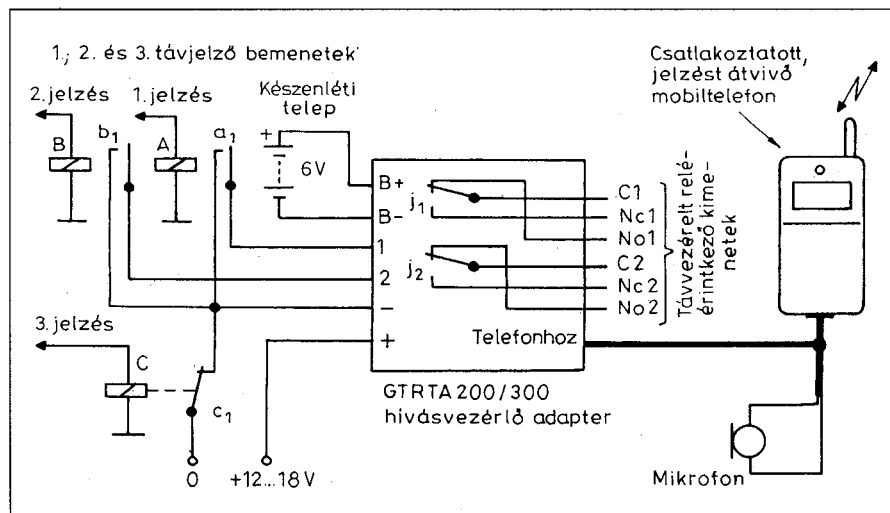 1., 2. és 3. távjelző bemenetek
2. jelzés
1. jelzés
Készenléti
telep
b1
a1
B
A
+
6V
B+
B-
1
2
-
+
j1
j2
C1
Nc1
No1
C2
Nc2
No2
Távvezérelt relé-
érintkező kime-
netek
Telefonhoz
Csatlakoztatott,
jelzést átvivő
mobiltelefon
3. jelzés
C
c1
0
+12...18V
GTRTA 200/300
hívásvezérlő adapter
Mikrofon